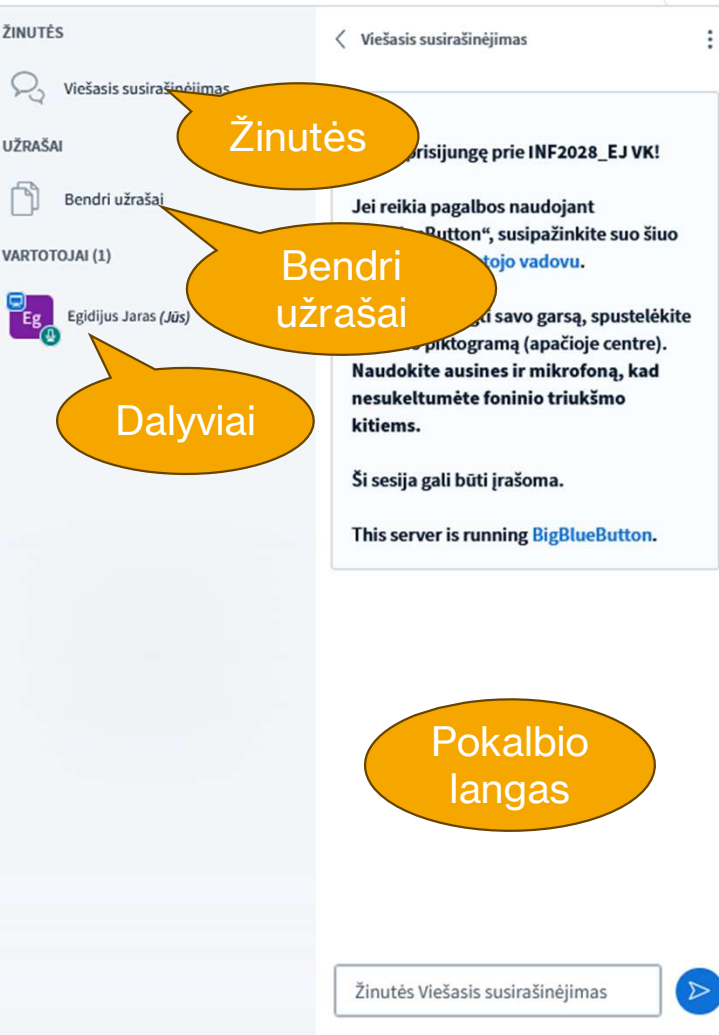 ŽINUTĖS
Viešasis susirašinėjimas
UŽRAŠAI
Bendri užrašai
VARTOTOJAI (1)
Eg
Egidijus Jaras (Jūs)
Žinutės
Bendri
užrašai
Dalyviai
Viešasis susirašinėjimas
prie INF2028_EJ VK!
Jei reikia pagalbos naudojant
susipažinkite suo šiuo
vadovu.
savo garsą, spustelėkite
piktogramą (apačioje centre).
Naudokite ausines ir mikrofoną, kad
nesukeltumėte foninio triukšmo
kitiems.
Ši sesija gali būti įrašoma.
This server is running BigBlueButton.
Pokalbio
langas
Žinutės Viešasis susirašinėjimas